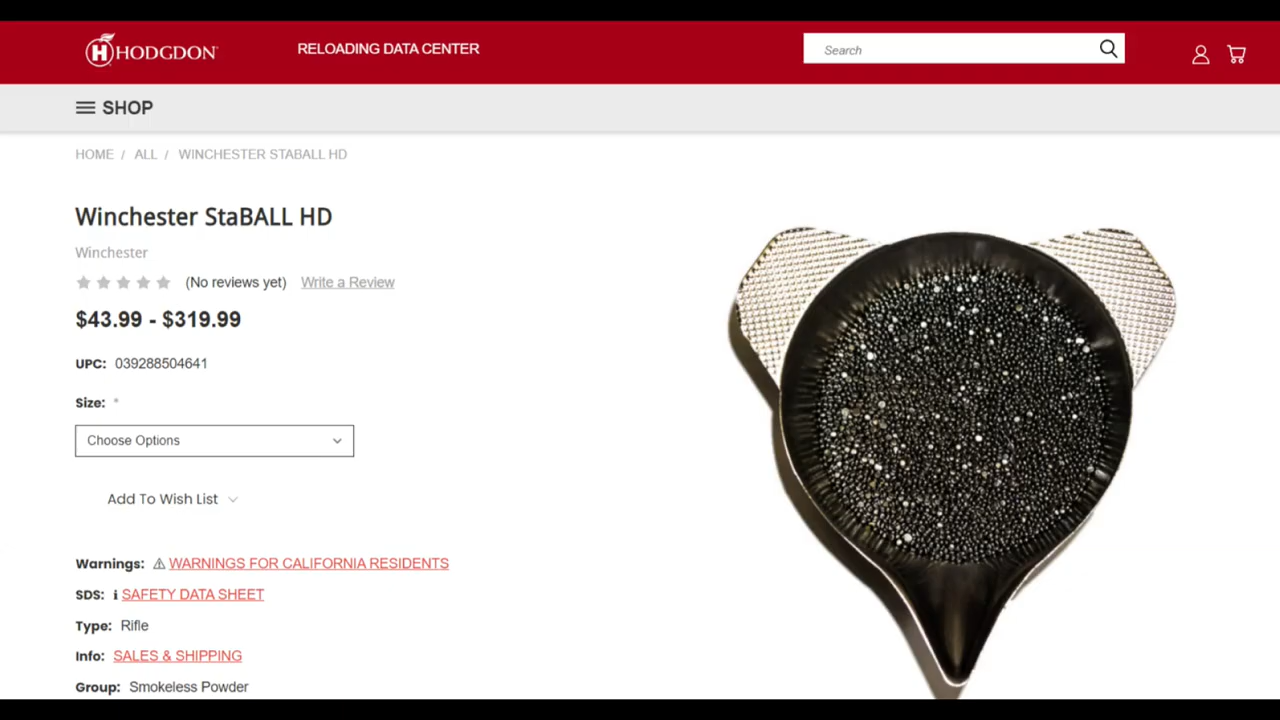 HODGDON
RELOADING DATA CENTER
Search
SHOP
HOME / ALL / WINCHESTER STABALL HD
Winchester StaBALL HD
Winchester
(No reviews yet) Write a Review
$43.99 - $319.99
UPC: 039288504641
Size: *
Choose Options
Add To Wish List
Warnings: ⚠ WARNINGS FOR CALIFORNIA RESIDENTS
SDS: ℹ SAFETY DATA SHEET
Type: Rifle
Info: SALES & SHIPPING
Group: Smokeless Powder